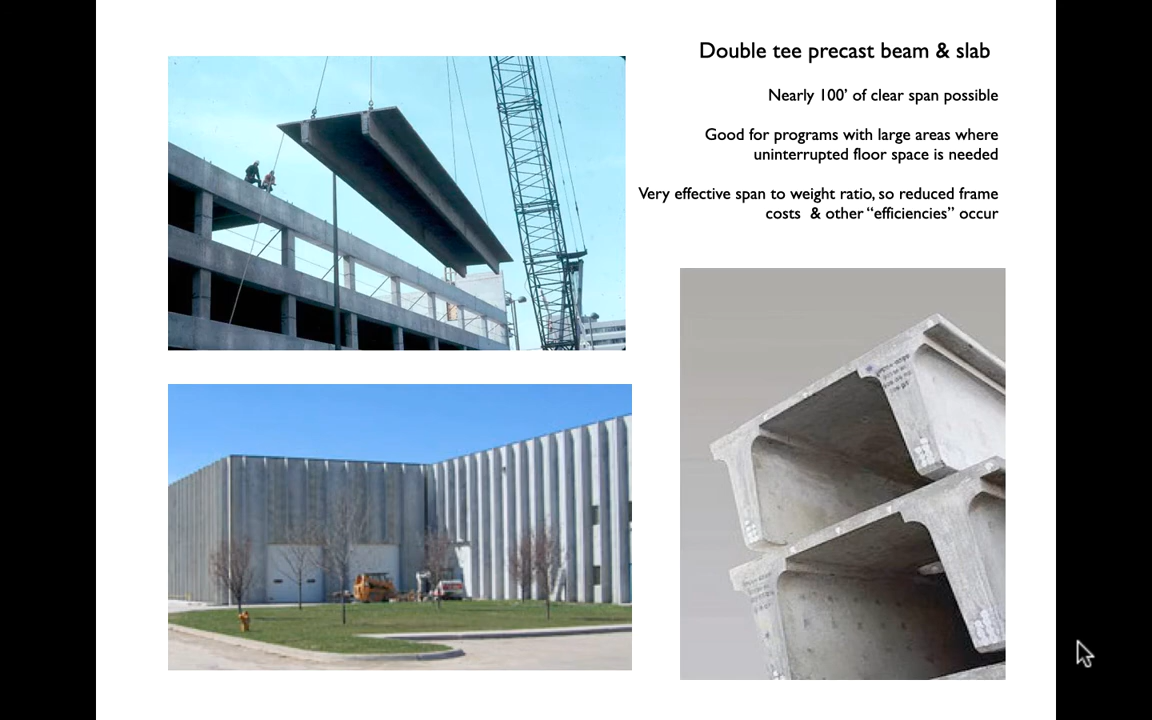 Double tee precast beam & slab
Nearly 100’ of clear span possible
Good for programs with large areas where
uninterrupted floor space is needed
Very effective span to weight ratio, so reduced frame
costs & other “efficiencies” occur